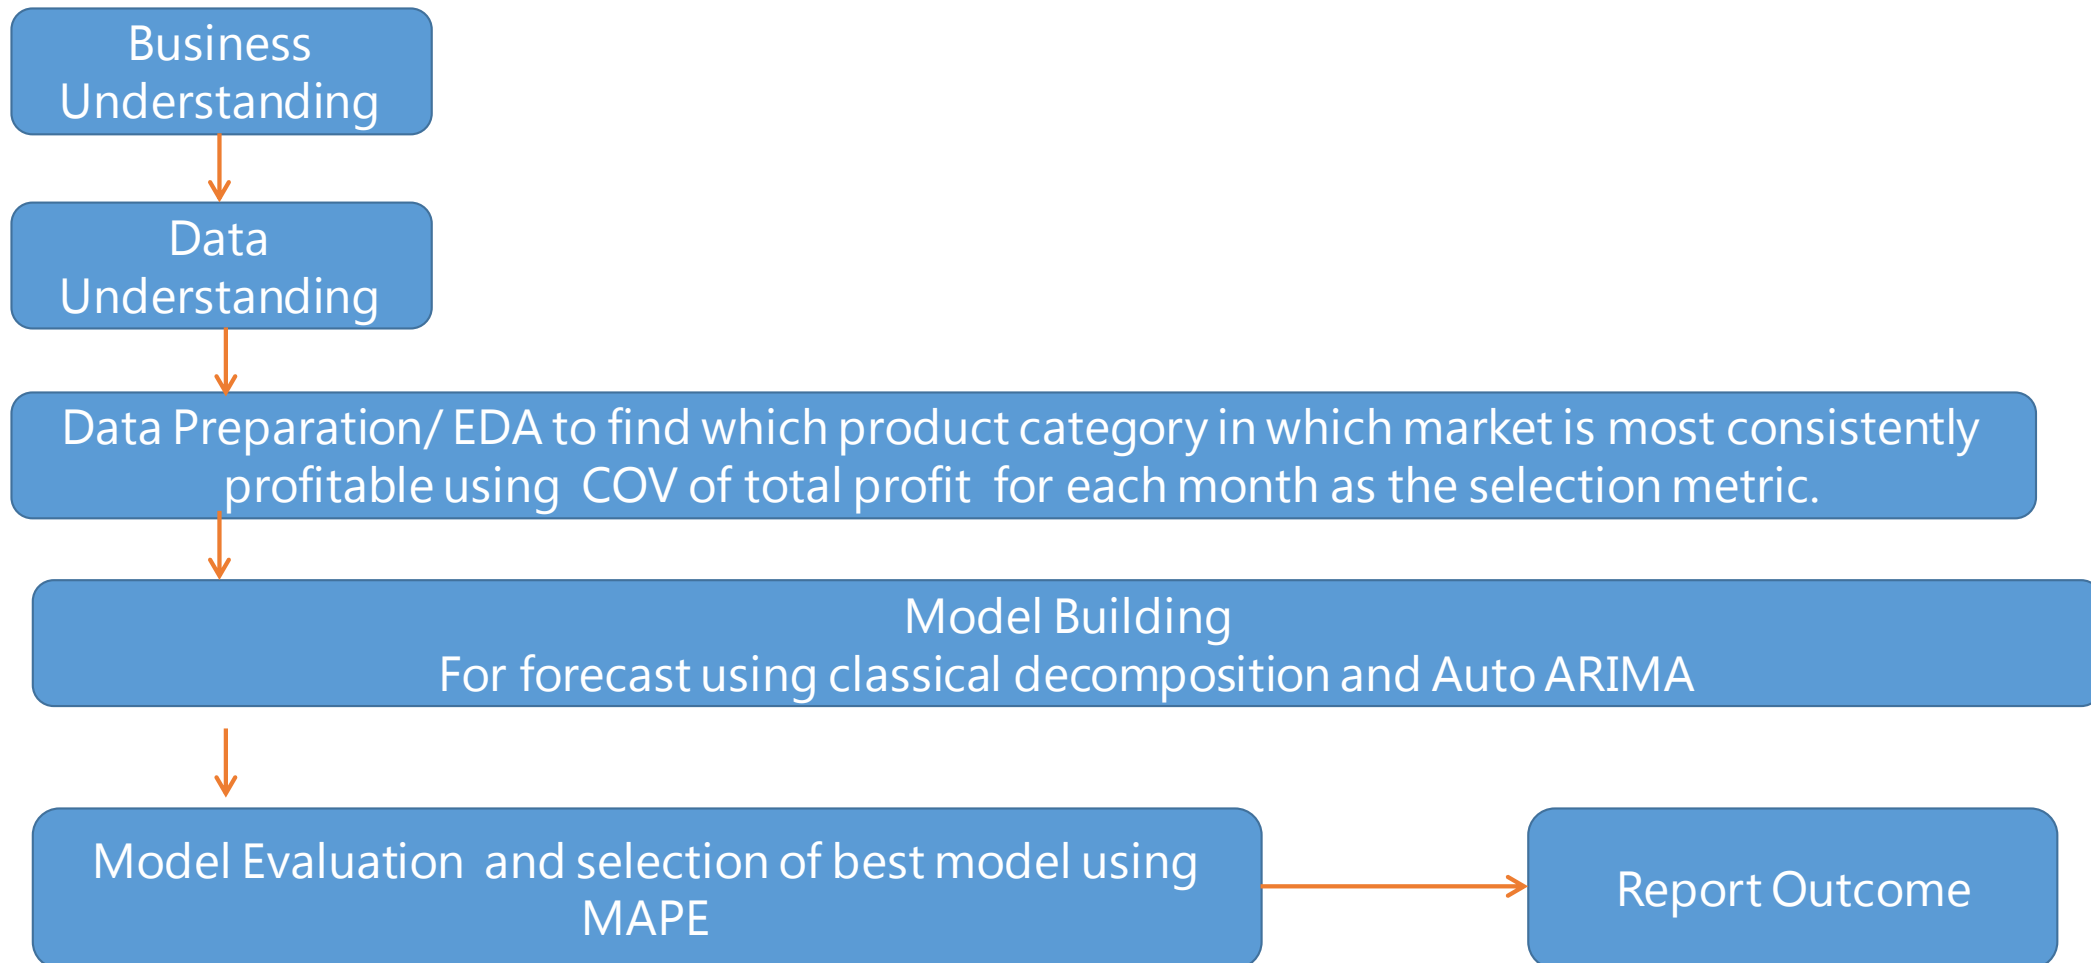 Business
Understanding
Data
Understanding
Data Preparation/ EDA to find which product category in which market is most consistently
profitable using COV of total profit for each month as the selection metric.
Model Building
For forecast using classical decomposition and Auto ARIMA
Model Evaluation and selection of best model using
MAPE
Report Outcome